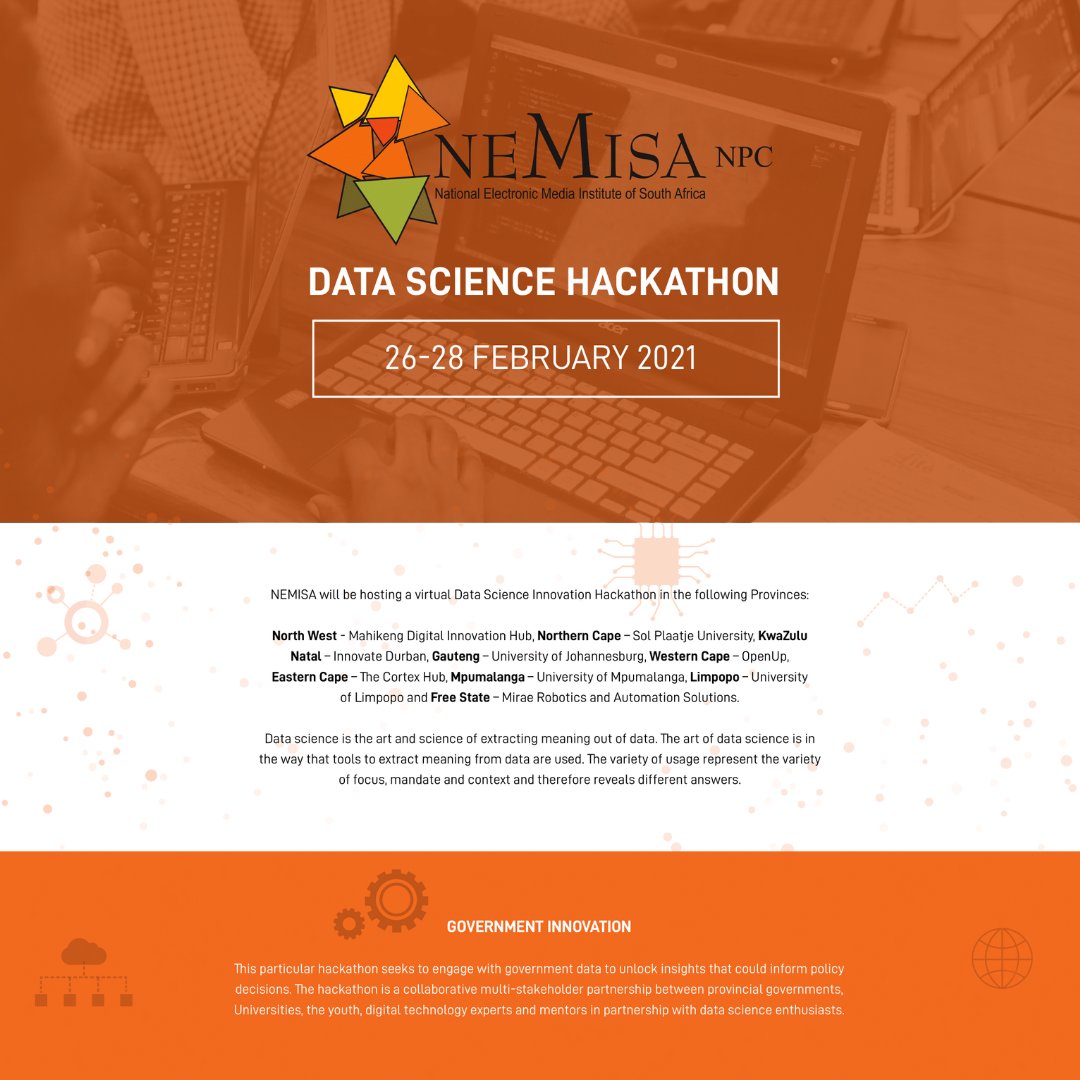 NEMISA NPC
National Electronic Media Institute of South Africa
DATA SCIENCE HACKATHON
26-28 FEBRUARY 2021
NEMISA will be hosting a virtual Data Science Innovation Hackathon in the following Provinces:
North West - Mahikeng Digital Innovation Hub, Northern Cape – Sol Plaatje University, KwaZulu
Natal – Innovate Durban, Gauteng – University of Johannesburg, Western Cape – OpenUp,
Eastern Cape – The Cortex Hub, Mpumalanga – University of Mpumalanga, Limpopo – University
of Limpopo and Free State – Mirae Robotics and Automation Solutions.
Data science is the art and science of extracting meaning out of data. The art of data science is in
the way that tools to extract meaning from data are used. The variety of usage represent the variety
of focus, mandate and context and therefore reveals different answers.
GOVERNMENT INNOVATION
This particular hackathon seeks to engage with government data to unlock insights that could inform policy
decisions. The hackathon is a collaborative multi-stakeholder partnership between provincial governments,
Universities, the youth, digital technology experts and mentors in partnership with data science enthusiasts.